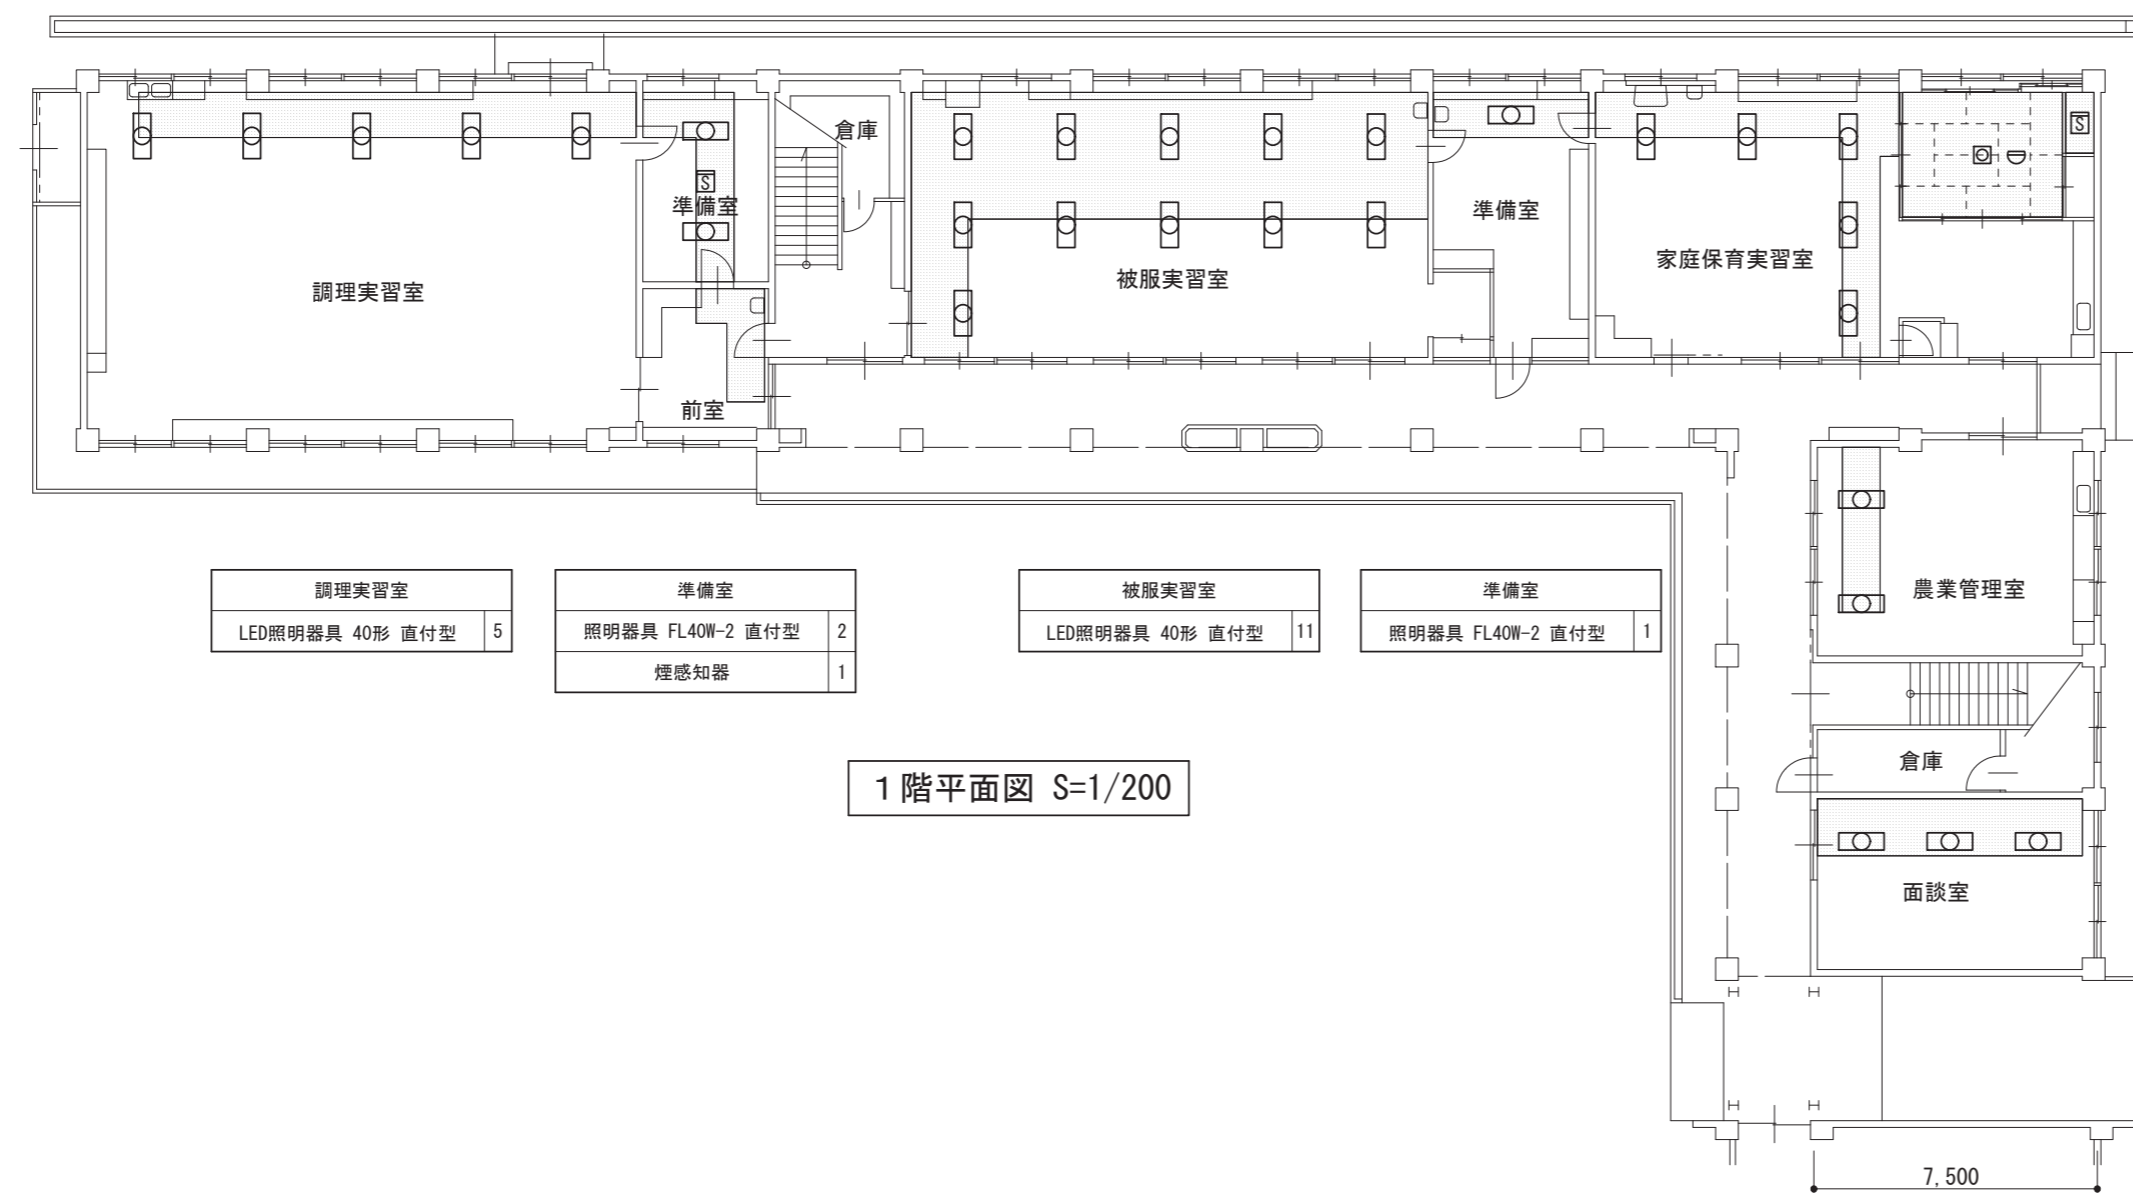 倉庫
S
S
準備室
準備室
家庭保育実習室
被服実習室
調理実習室
前室
農業管理室
調理実習室
LED照明器具 40形 直付型 5
準備室
照明器具 FL40W-2 直付型 2
煙感知器 1
被服実習室
LED照明器具 40形 直付型 11
準備室
照明器具 FL40W-2 直付型 1
倉庫
1階平面図 S=1/200
面談室
7,500